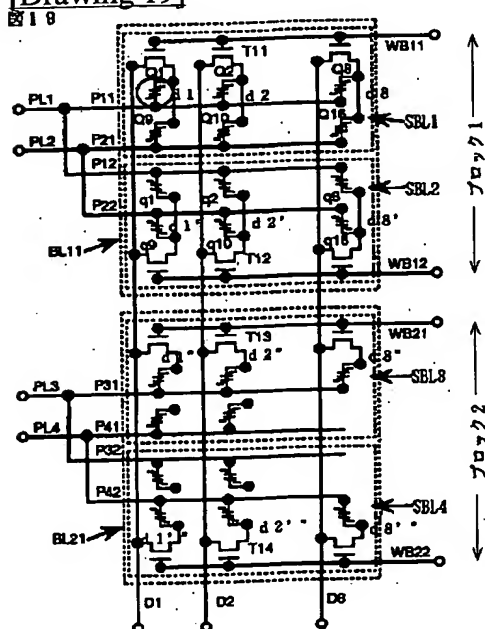 [Drawing 19]
図19
T11
WB11
Q1
Q2
Q8
PL1
P11
d1
d2
d8
Q9
Q10
Q16
SBL1
PL2
P21
P12
SBL2
q1
q2
q8
P22
d1'
d2'
d8'
BL11
q9
q10
q16
T12
WB12
ブロック1
T13
WB21
d1"
d2"
d8"
PL3
P31
SBL3
PL4
P41
P32
P42
SBL4
BL21
d2'"
T14
WB22
ブロック2
D1
D2
D8